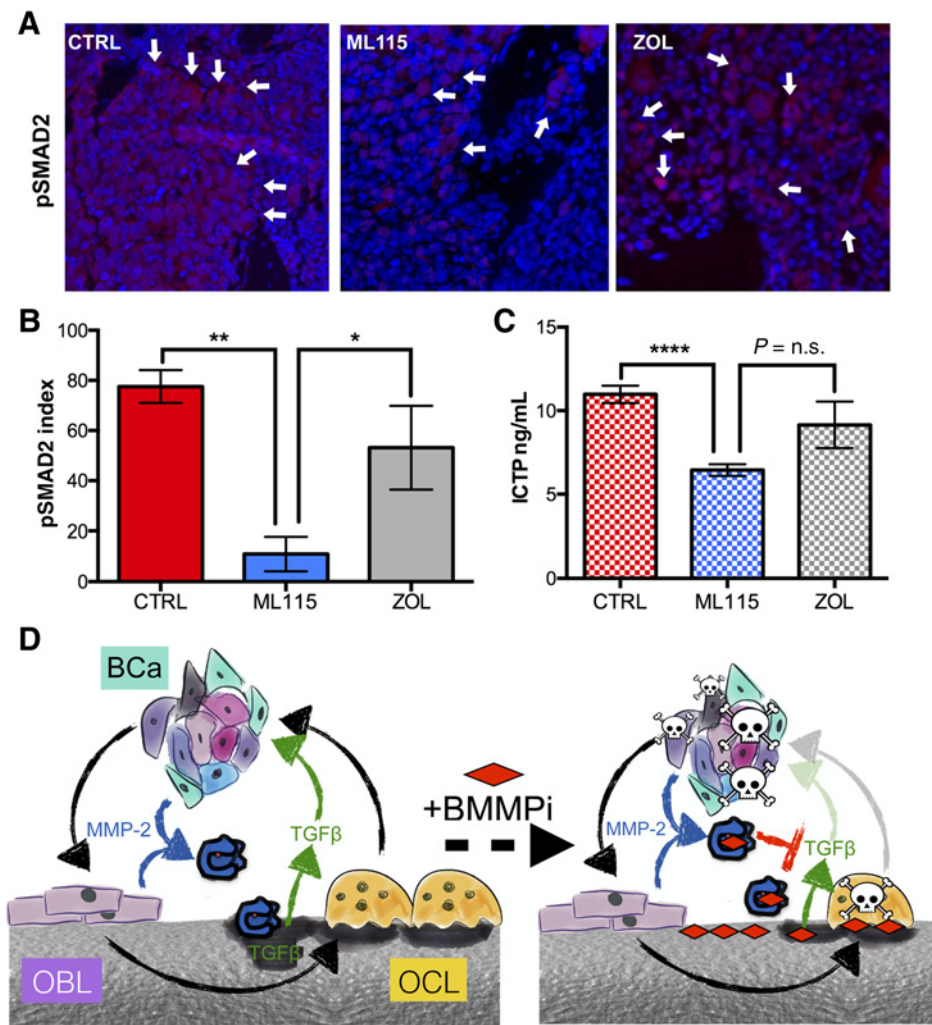 A
CTRL
ML115
ZOL
pSMAD2
B
100
80
60
40
20
0
pSMAD2 index
**
*
CTRL
ML115
ZOL
C
15
10
5
0
ICTP ng/mL
****
P = n.s.
CTRL
ML115
ZOL
D
BCa
MMP-2
TGFβ
TGFβ
OBL
OCL
+BMMPi
MMP-2
TGFβ